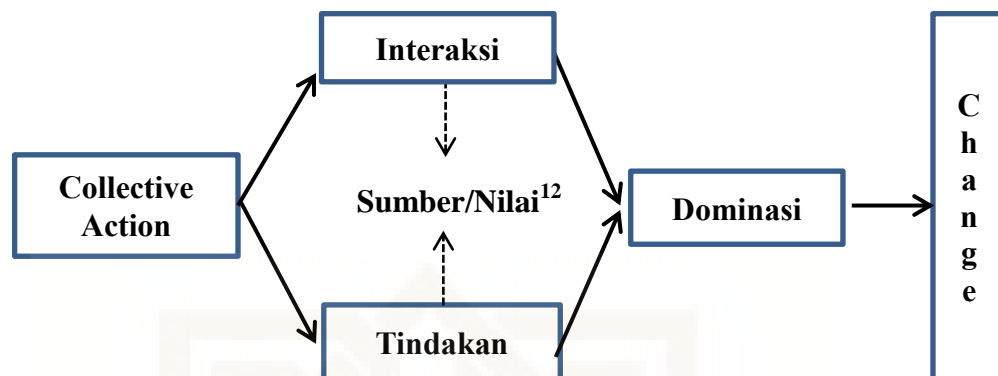 Interaksi
Collective
Action
Sumber/Nilai¹²
Dominasi
Tindakan
C
h
a
n
g
e